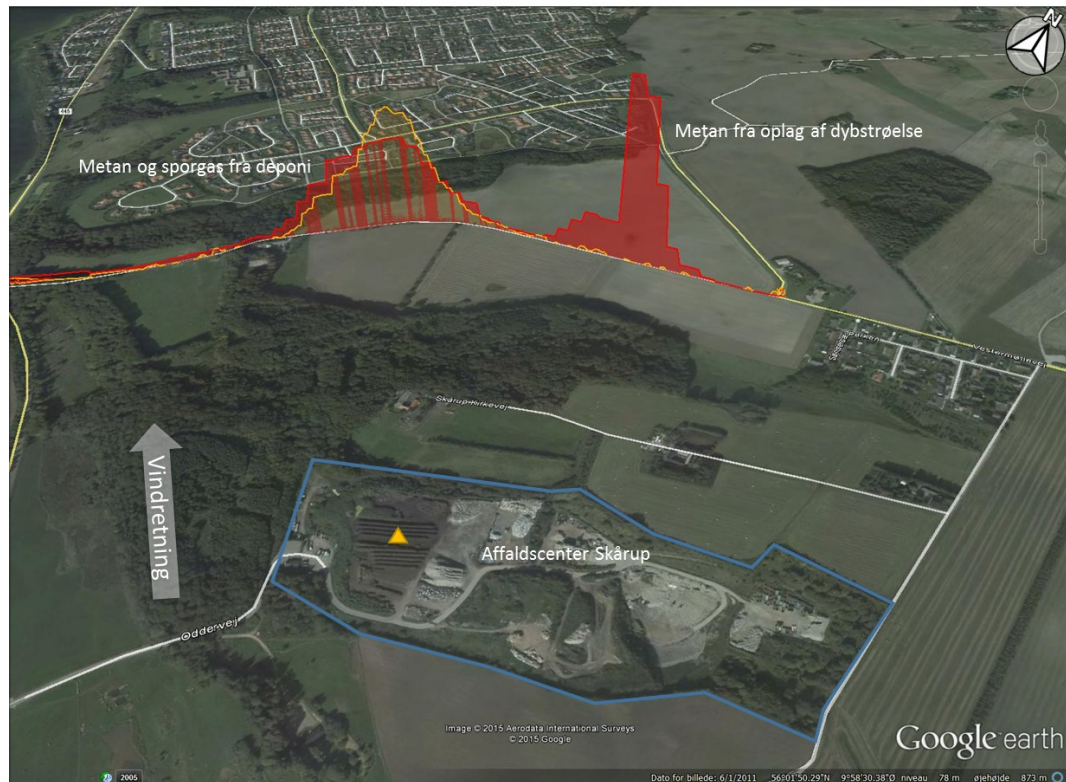 N
445
Metan fra oplag af dybstrøelse
Metan og sporgas fra deponi
Vestermøllevej
Skårup Kirkevej
Vindretning
Affaldscenter Skårup
Oddervej
Image © 2015 Aerodata International Surveys
© 2015 Google
Google earth
2005
Dato for billede: 6/1/2011 56°01'50.29"N 9°58'30.38"Ø niveau 78 m øjehøjde 873 m